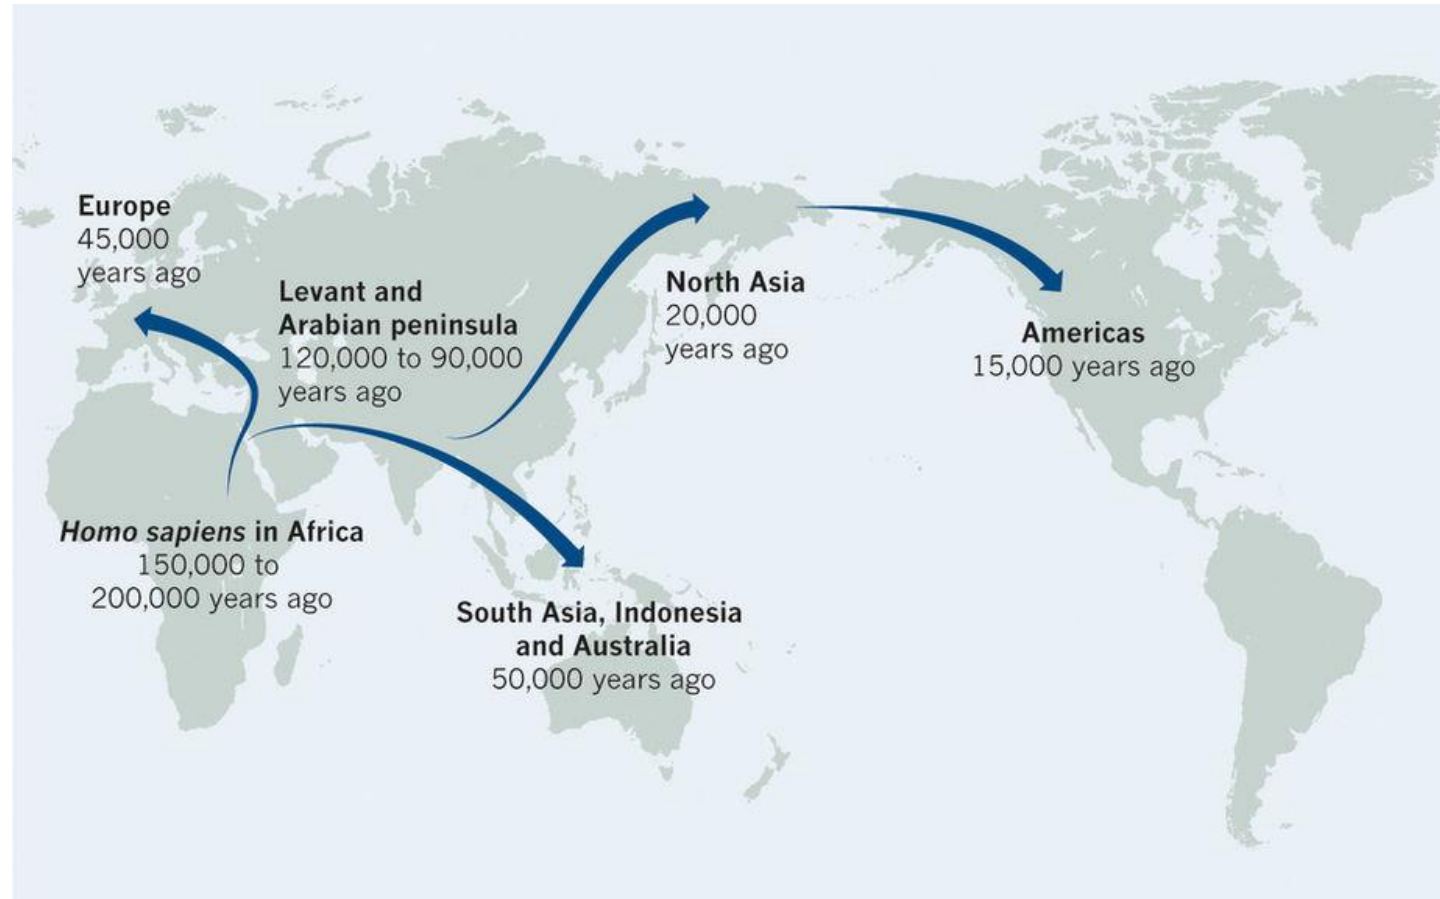 Europe
45,000
years ago
Levant and
Arabian peninsula
120,000 to 90,000
years ago
North Asia
20,000
years ago
Americas
15,000 years ago
Homo sapiens in Africa
150,000 to
200,000 years ago
South Asia, Indonesia
and Australia
50,000 years ago